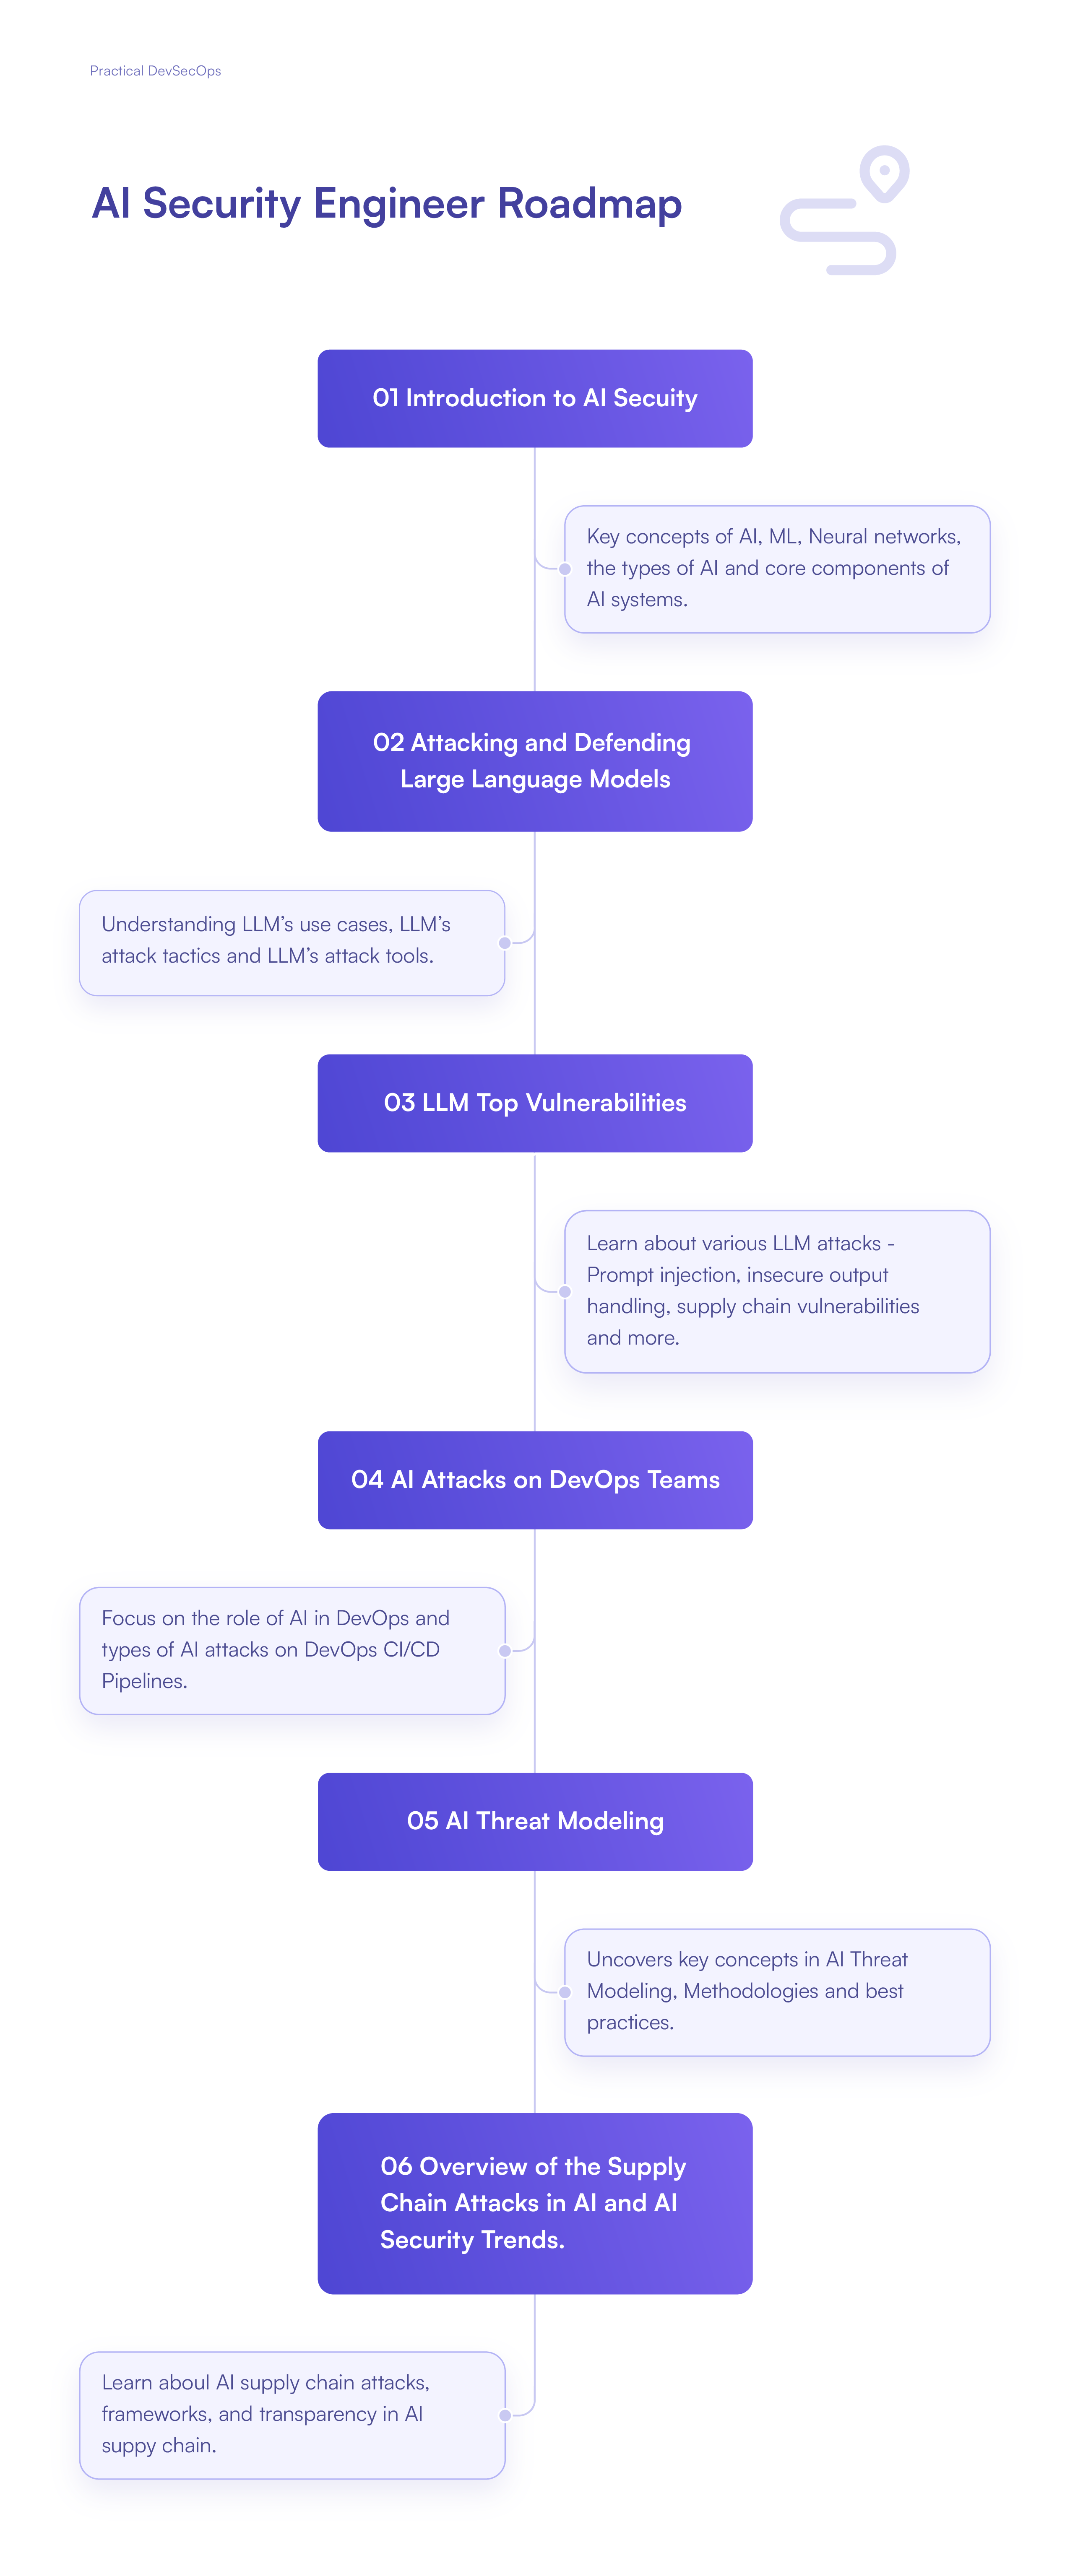 Practical DevSecOps
AI Security Engineer Roadmap
01 Introduction to AI Secuity
Key concepts of AI, ML, Neural networks,
the types of AI and core components of
AI systems.
02 Attacking and Defending
Large Language Models
Understanding LLM’s use cases, LLM’s
attack tactics and LLM’s attack tools.
03 LLM Top Vulnerabilities
Learn about various LLM attacks -
Prompt injection, insecure output
handling, supply chain vulnerabilities
and more.
04 AI Attacks on DevOps Teams
Focus on the role of AI in DevOps and
types of AI attacks on DevOps CI/CD
Pipelines.
05 AI Threat Modeling
Uncovers key concepts in AI Threat
Modeling, Methodologies and best
practices.
06 Overview of the Supply
Chain Attacks in AI and AI
Security Trends.
Learn aboul AI supply chain attacks,
frameworks, and transparency in AI
suppy chain.